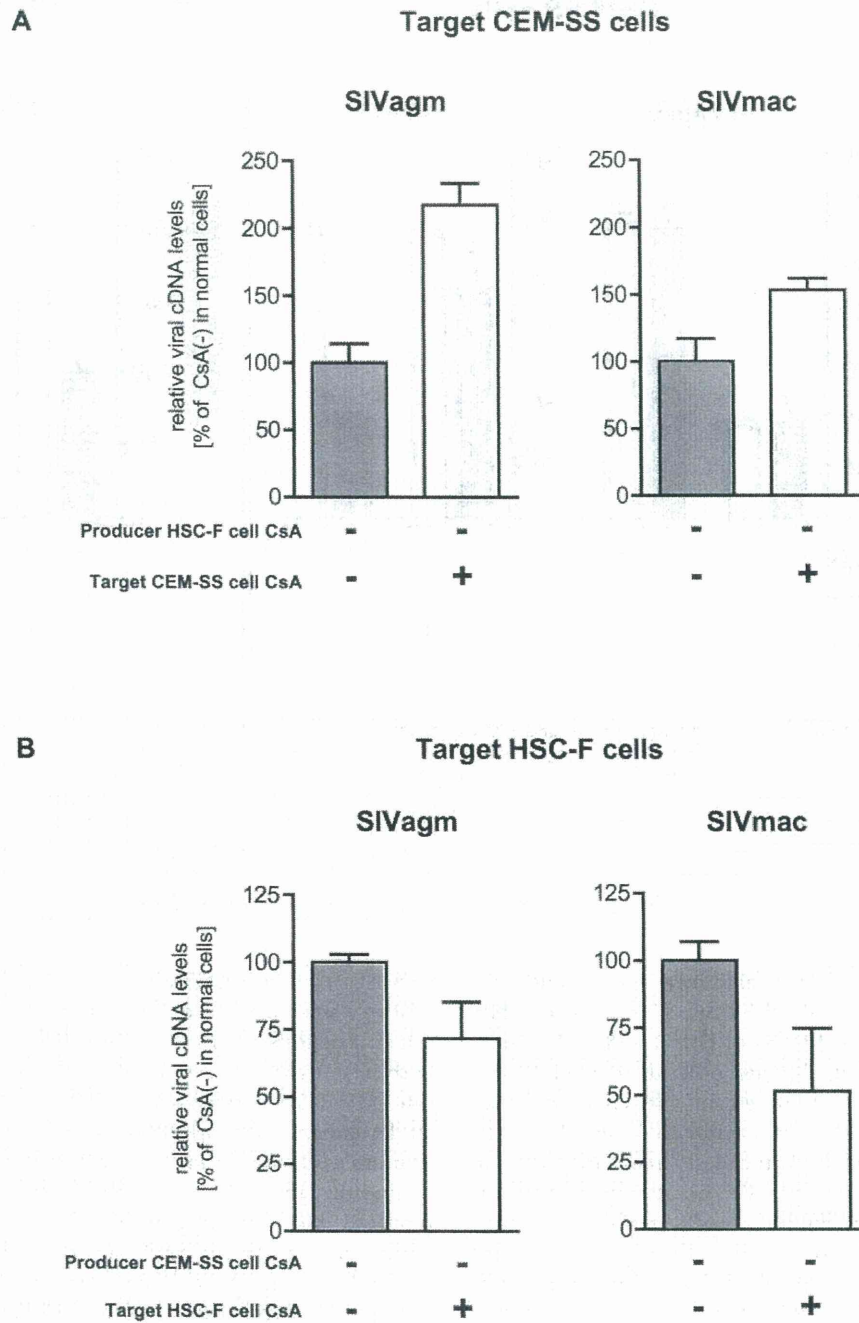 A
Target CEM-SS cells
SIVagm
SIVmac
relative viral cDNA levels
[% of CsA(-) in normal cells]
250
200
150
100
50
0
250
200
150
100
50
0
Producer HSC-F cell CsA - - - -
Target CEM-SS cell CsA - + - +
B
Target HSC-F cells
SIVagm
SIVmac
relative viral cDNA levels
[% of CsA(-) in normal cells]
125
100
75
50
25
0
125
100
75
50
25
0
Producer CEM-SS cell CsA - - - -
Target HSC-F cell CsA - + - +